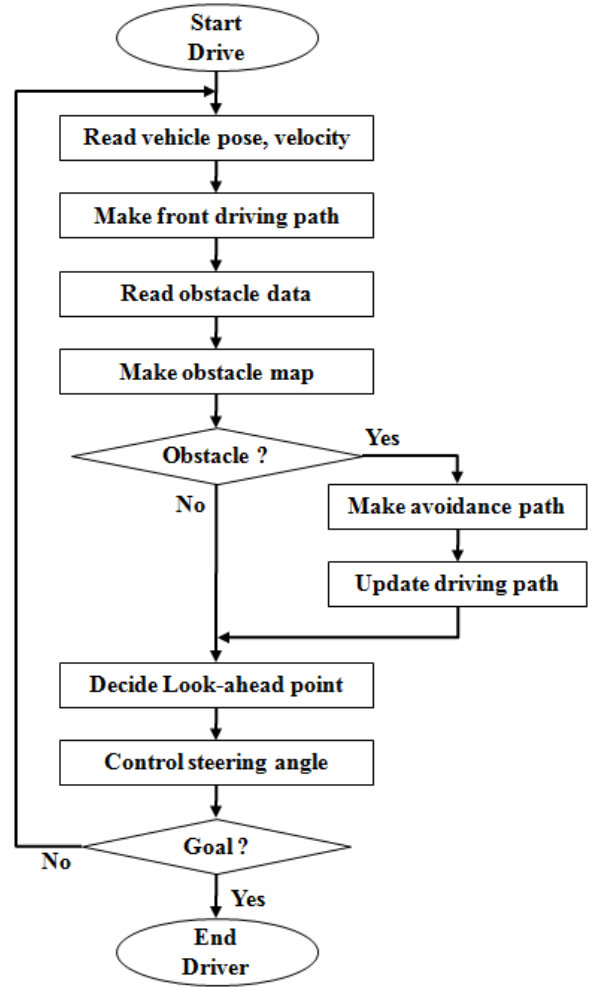 Start
Drive
Read vehicle pose, velocity
Make front driving path
Read obstacle data
Make obstacle map
Obstacle ?
Yes
No
Make avoidance path
Update driving path
Decide Look-ahead point
Control steering angle
Goal ?
No
Yes
End
Driver